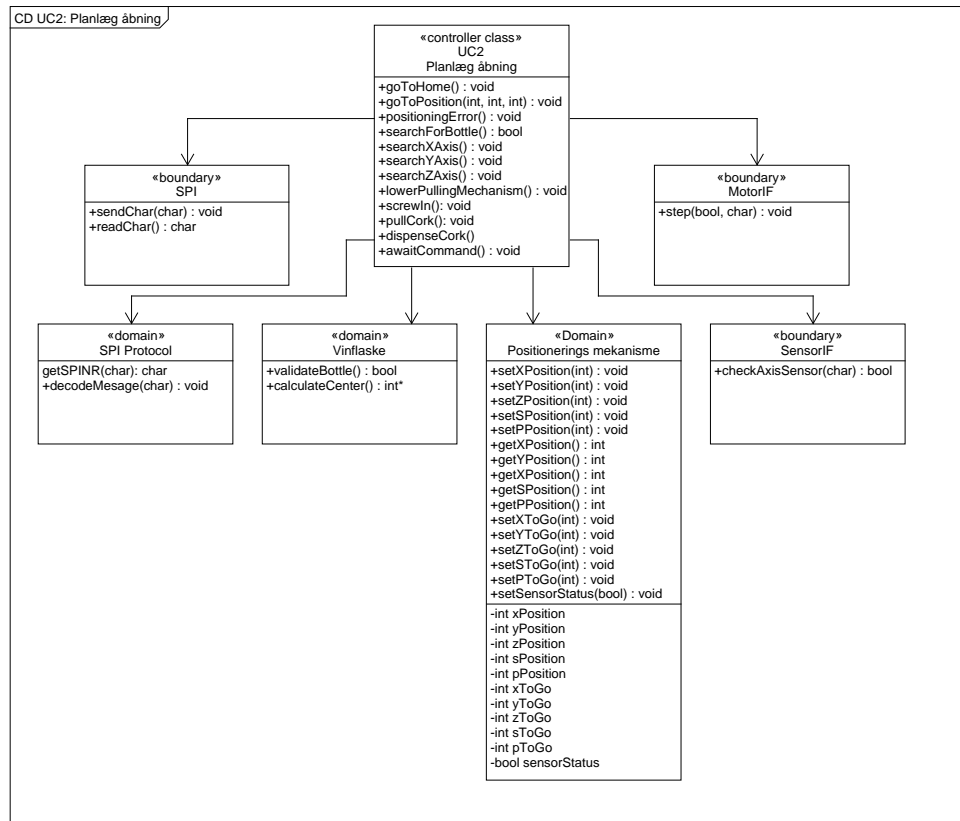 CD UC2: Planlæg åbning
«controller class»
UC2
Planlæg åbning
+goToHome() : void
+goToPosition(int, int, int) : void
+positioningError() : void
+searchForBottle() : bool
+searchXAxis() : void
+searchYAxis() : void
+searchZAxis() : void
+lowerPullingMechanism() : void
+screwIn(): void
+pullCork(): void
+dispenseCork()
+awaitCommand() : void
«boundary»
SPI
+sendChar(char) : void
+readChar() : char
«boundary»
MotorIF
+step(bool, char) : void
«domain»
SPI Protocol
getSPINR(char): char
+decodeMesage(char) : void
«domain»
Vinflaske
+validateBottle() : bool
+calculateCenter() : int*
«Domain»
Positionerings mekanisme
+setXPosition(int) : void
+setYPosition(int) : void
+setZPosition(int) : void
+setSPosition(int) : void
+setPPosition(int) : void
+getXPosition() : int
+getYPosition() : int
+getXPosition() : int
+getSPosition() : int
+getPPosition() : int
+setXToGo(int) : void
+setYToGo(int) : void
+setZToGo(int) : void
+setSToGo(int) : void
+setPToGo(int) : void
+setSensorStatus(bool) : void
-int xPosition
-int yPosition
-int zPosition
-int sPosition
-int pPosition
-int xToGo
-int yToGo
-int zToGo
-int sToGo
-int pToGo
-bool sensorStatus
«boundary»
SensorIF
+checkAxisSensor(char) : bool